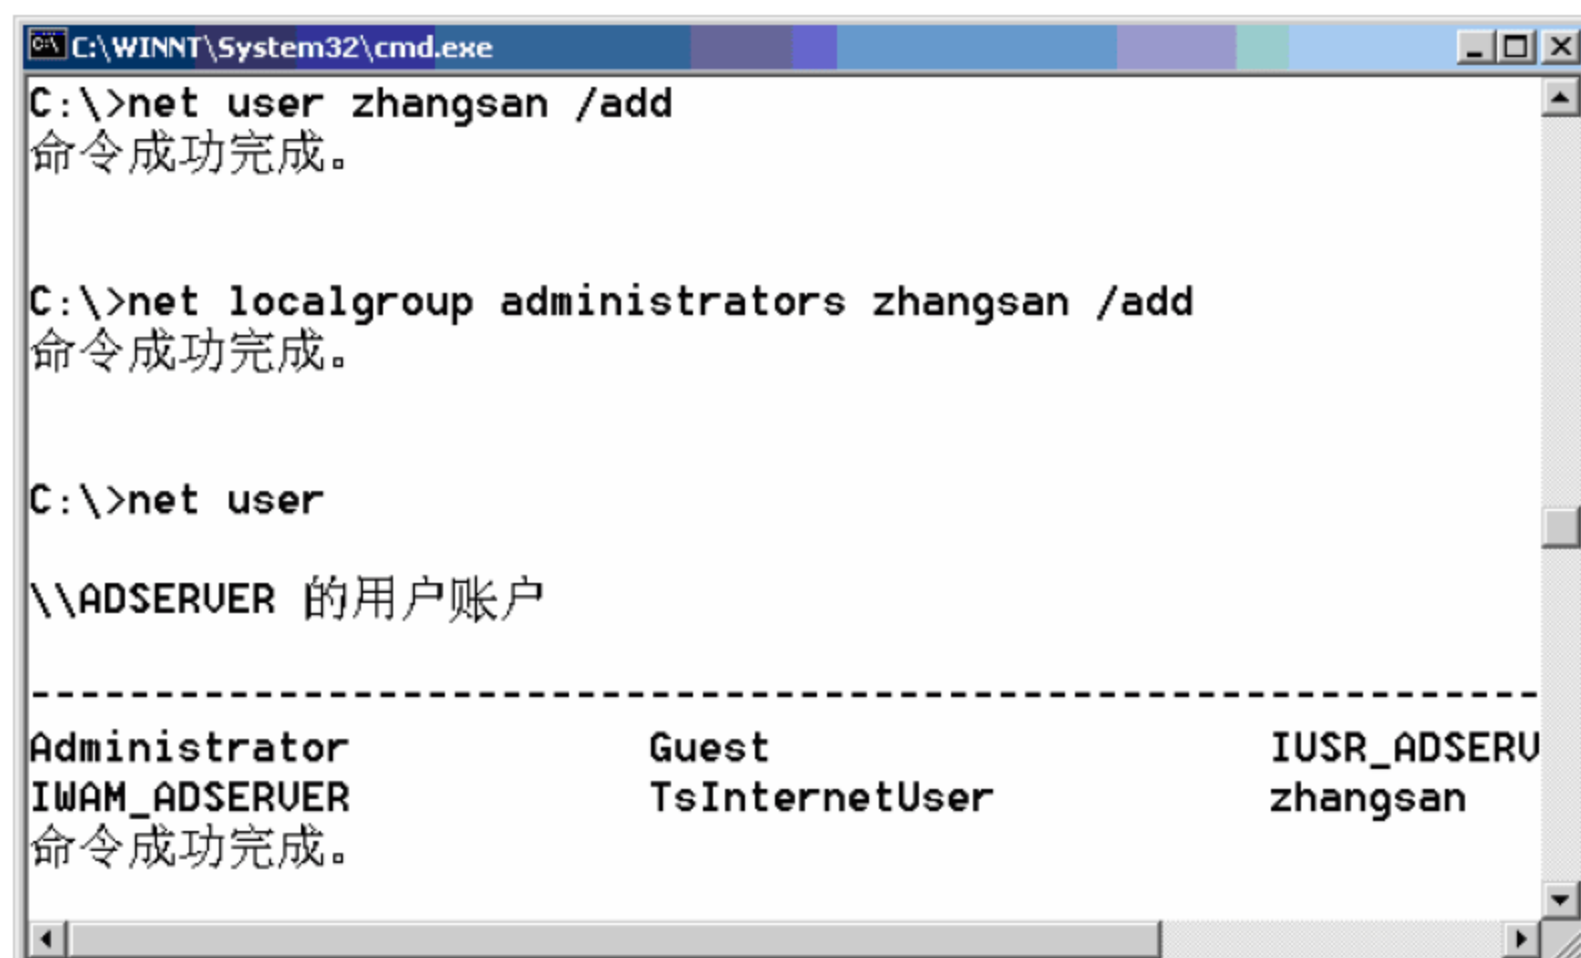 C:\WINNT\System32\cmd.exe
C:\>net user zhangsan /add
命令成功完成。
C:\>net localgroup administrators zhangsan /add
命令成功完成。
C:\>net user
\\ADSERVER 的用户账户
--------------------------------------------------------------
Administrator Guest IUSR_ADSERV
IWAM_ADSERVER TsInternetUser zhangsan
命令成功完成。